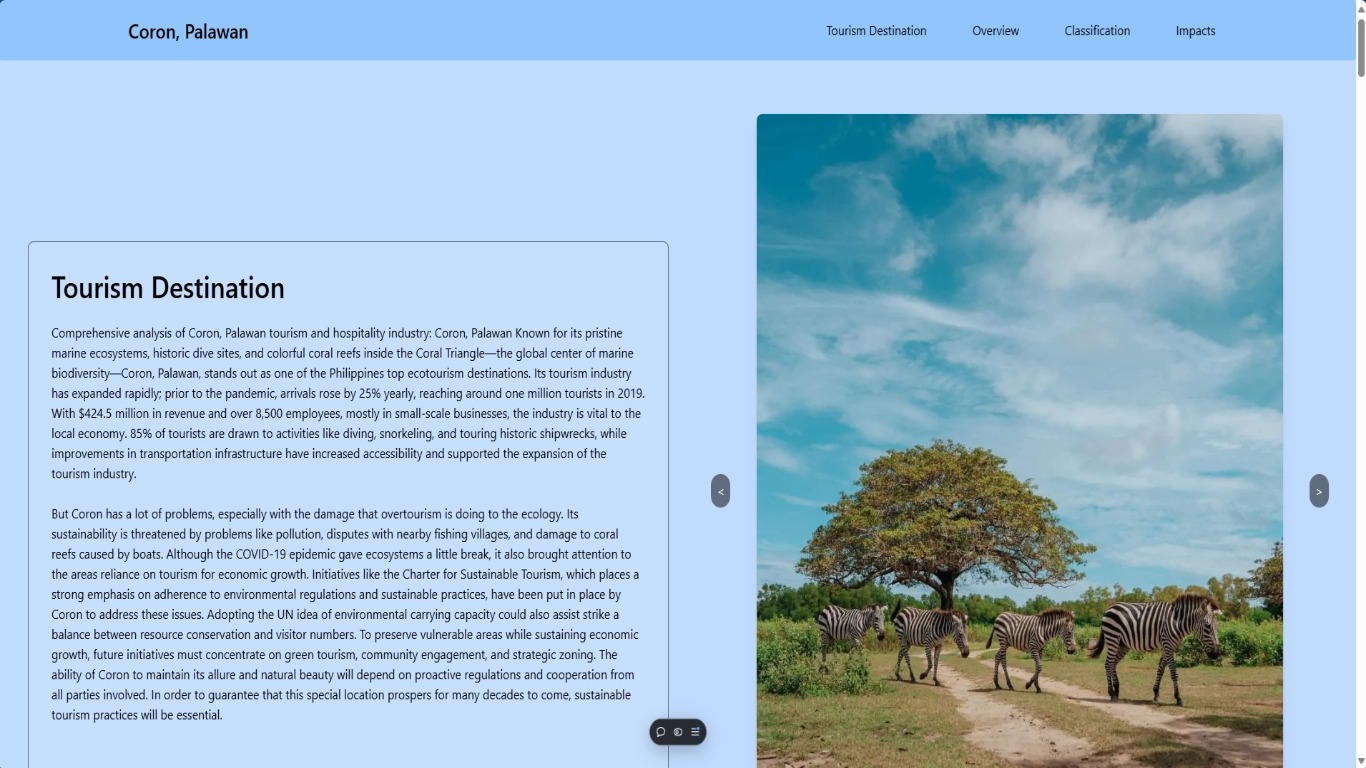 Coron, Palawan
Tourism Destination
Overview
Classification
Impacts
Tourism Destination
Comprehensive analysis of Coron, Palawan tourism and hospitality industry: Coron, Palawan Known for its pristine
marine ecosystems, historic dive sites, and colorful coral reefs inside the Coral Triangle—the global center of marine
biodiversity—Coron, Palawan, stands out as one of the Philippines top ecotourism destinations. Its tourism industry
has expanded rapidly; prior to the pandemic, arrivals rose by 25% yearly, reaching around one million tourists in 2019.
With $424.5 million in revenue and over 8,500 employees, mostly in small-scale businesses, the industry is vital to the
local economy. 85% of tourists are drawn to activities like diving, snorkeling, and touring historic shipwrecks, while
improvements in transportation infrastructure have increased accessibility and supported the expansion of the
tourism industry.
But Coron has a lot of problems, especially with the damage that overtourism is doing to the ecology. Its
sustainability is threatened by problems like pollution, disputes with nearby fishing villages, and damage to coral
reefs caused by boats. Although the COVID-19 epidemic gave ecosystems a little break, it also brought attention to
the areas reliance on tourism for economic growth. Initiatives like the Charter for Sustainable Tourism, which places a
strong emphasis on adherence to environmental regulations and sustainable practices, have been put in place by
Coron to address these issues. Adopting the UN idea of environmental carrying capacity could also assist strike a
balance between resource conservation and visitor numbers. To preserve vulnerable areas while sustaining economic
growth, future initiatives must concentrate on green tourism, community engagement, and strategic zoning. The
ability of Coron to maintain its allure and natural beauty will depend on proactive regulations and cooperation from
all parties involved. In order to guarantee that this special location prospers for many decades to come, sustainable
tourism practices will be essential.
<
>